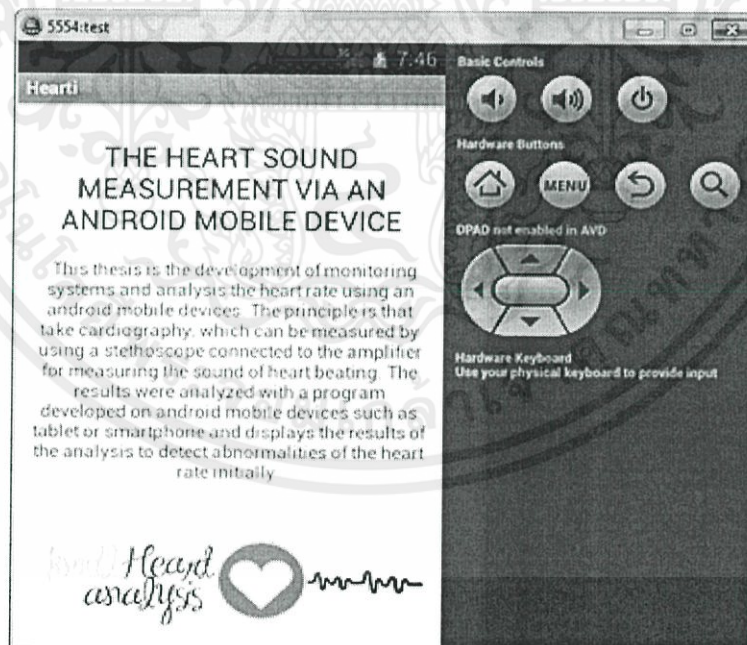 5554:test
3G 7:46
Hearti
THE HEART SOUND
MEASUREMENT VIA AN
ANDROID MOBILE DEVICE
This thesis is the development of monitoring
systems and analysis the heart rate using an
android mobile devices. The principle is that
take cardiography, which can be measured by
using a stethoscope connected to the amplifier
for measuring the sound of heart beating. The
results were analyzed with a program
developed on android mobile devices such as
tablet or smartphone and displays the results of
the analysis to detect abnormalities of the heart
rate initially
Heart
analysis
Basic Controls
Hardware Buttons
MENU
DPAD not enabled in AVD
Hardware Keyboard
Use your physical keyboard to provide input